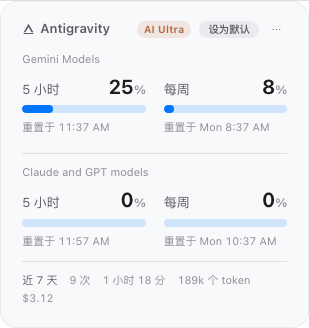 Antigravity AI Ultra 设为默认 ...
Gemini Models
5 小时 25% 每周 8%
重置于 11:37 AM 重置于 Mon 8:37 AM
Claude and GPT models
5 小时 0% 每周 0%
重置于 11:57 AM 重置于 Mon 10:37 AM
近 7 天 9 次 1 小时 18 分 189k 个 token
$3.12